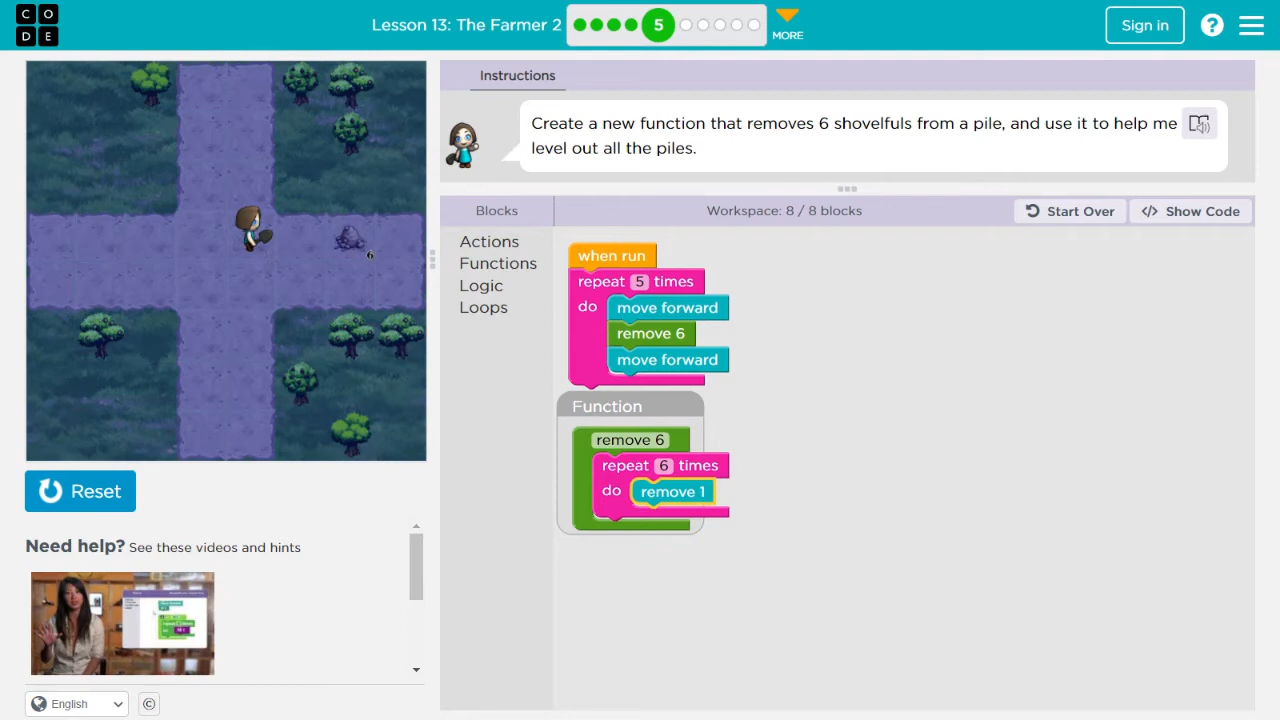 CO
DE
Lesson 13: The Farmer 2
5
MORE
Sign in
?
Instructions
Create a new function that removes 6 shovelfuls from a pile, and use it to help me
level out all the piles.
Blocks
Workspace: 8 / 8 blocks
Start Over
</> Show Code
Actions
Functions
Logic
Loops
when run
repeat 5 times
do move forward
remove 6
move forward
Function
remove 6
repeat 6 times
do remove 1
6
Reset
Need help? See these videos and hints
English
©